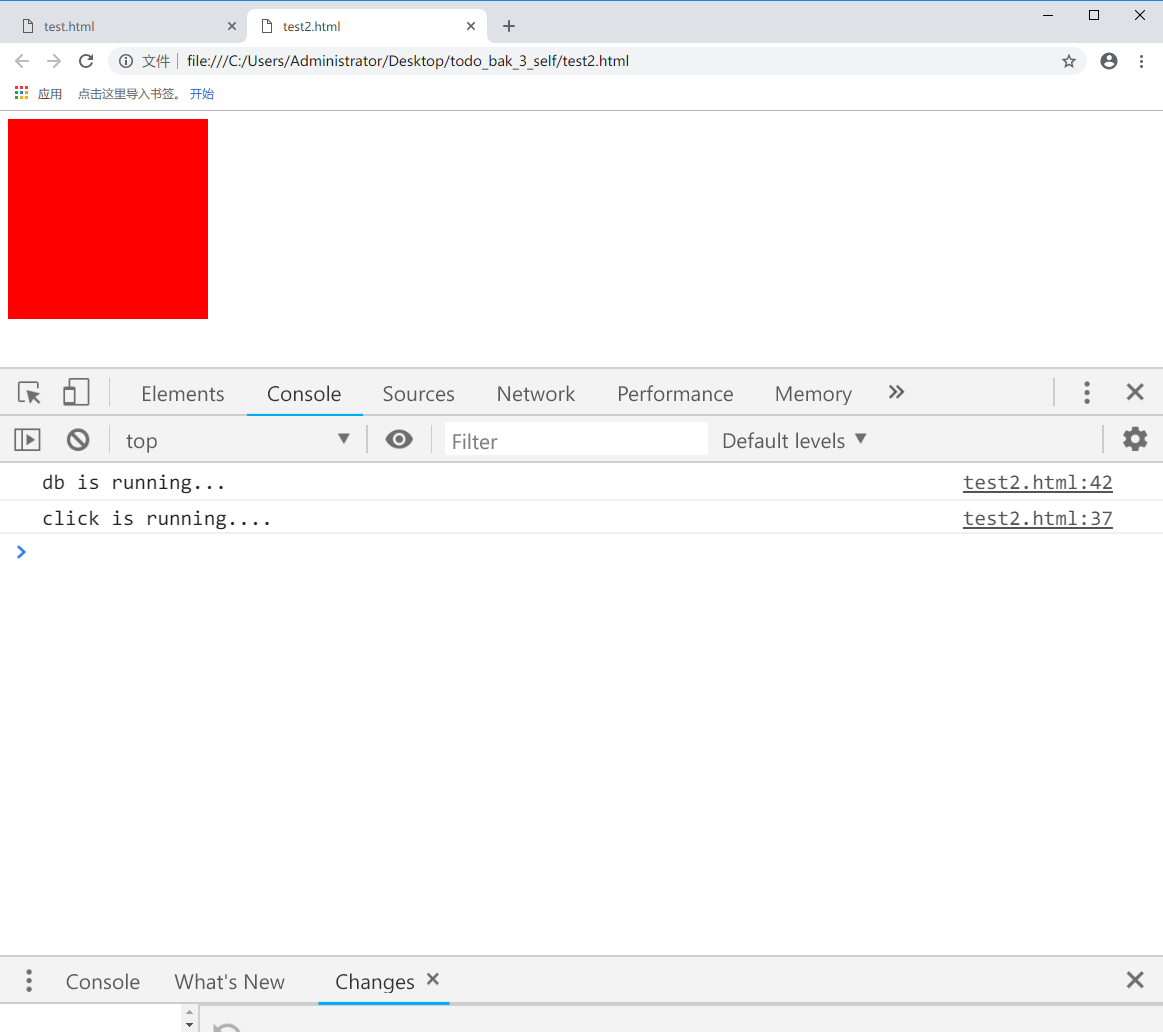 test.html
test2.html
文件 file:///C:/Users/Administrator/Desktop/todo_bak_3_self/test2.html
应用 点击这里导入书签。 开始
Elements Console Sources Network Performance Memory
top Filter Default levels
db is running... test2.html:42
click is running.... test2.html:37
Console What's New Changes